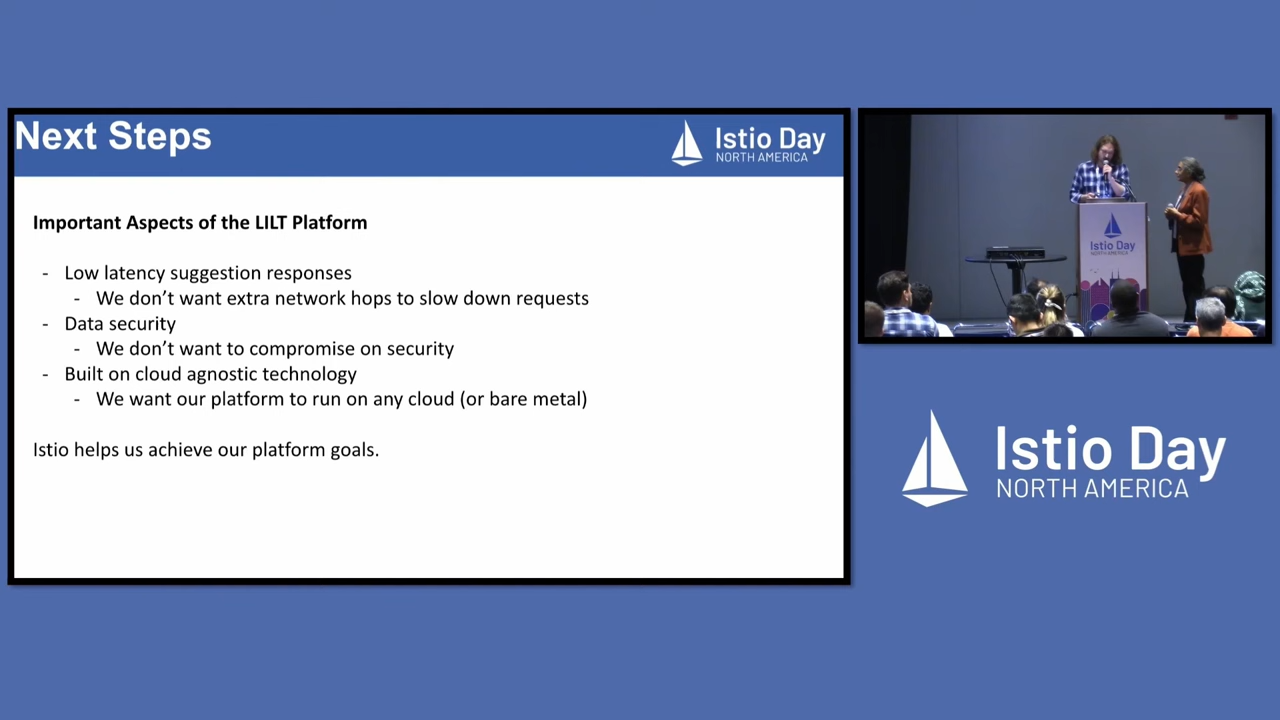 Next Steps
Istio Day
NORTH AMERICA
Important Aspects of the LILT Platform
- Low latency suggestion responses
- We don't want extra network hops to slow down requests
- Data security
- We don't want to compromise on security
- Built on cloud agnostic technology
- We want our platform to run on any cloud (or bare metal)
Istio helps us achieve our platform goals.
Istio Day
NORTH AMERICA
Istio Day
NORTH AMERICA